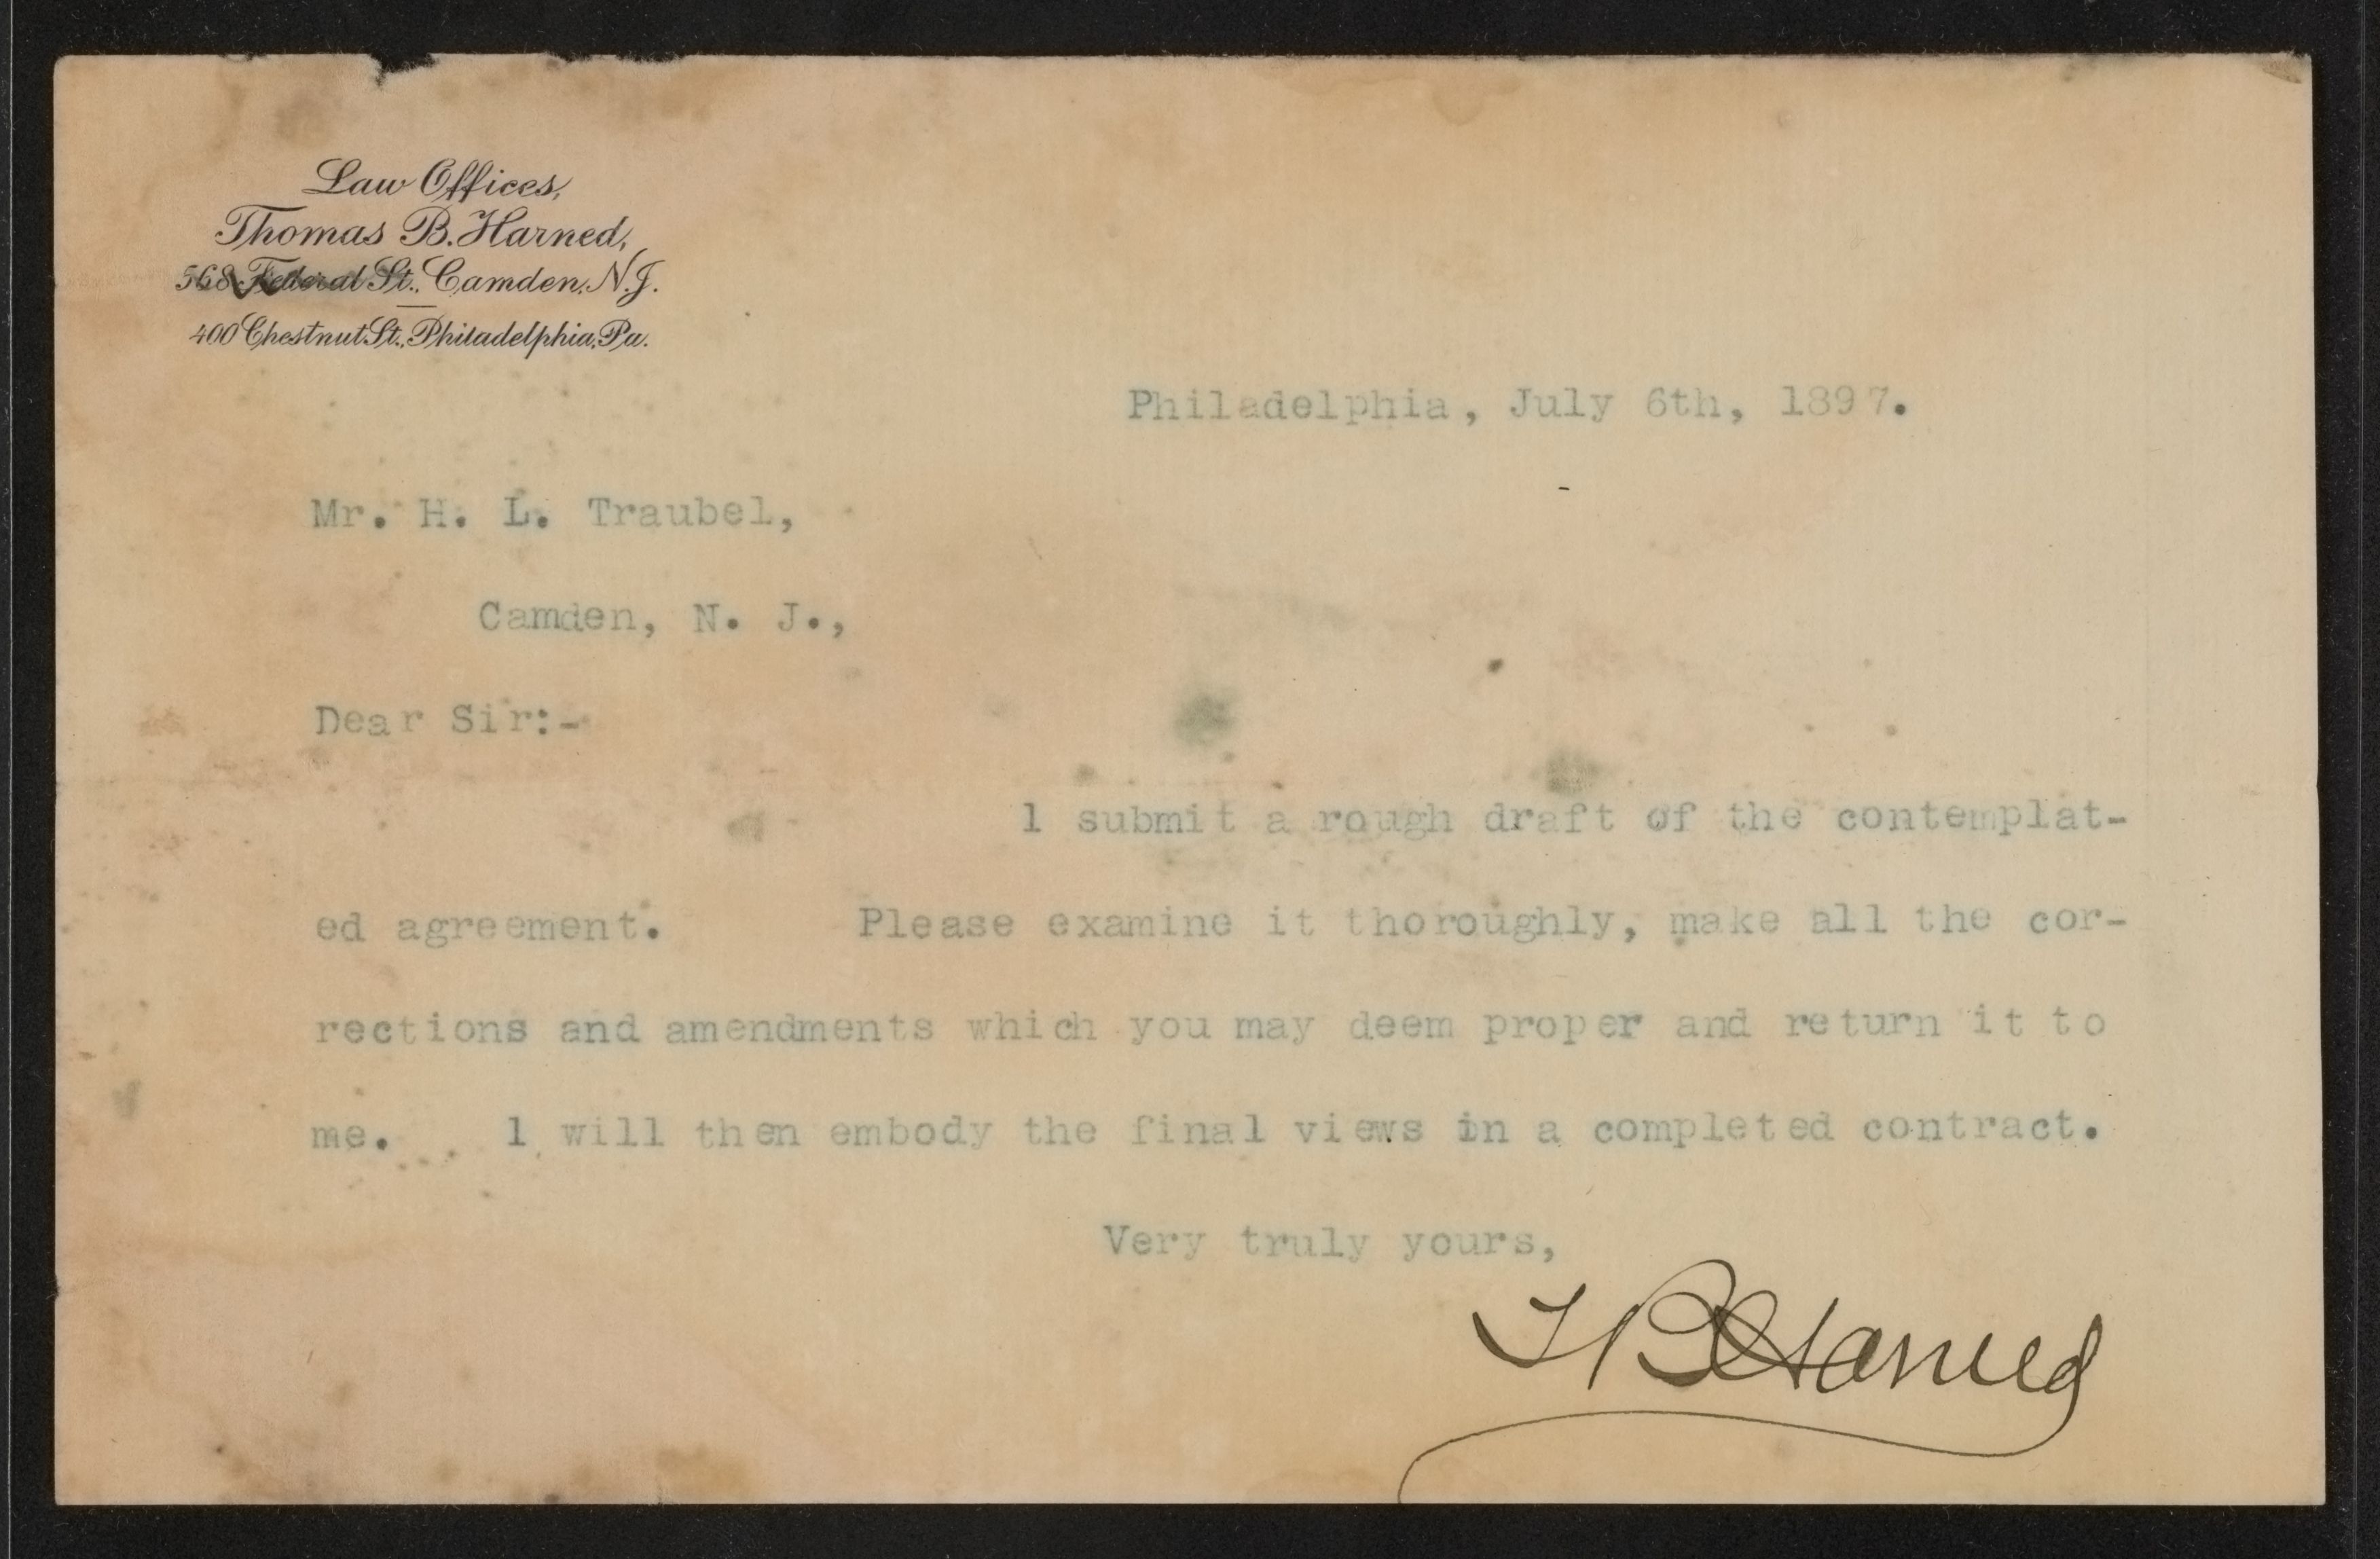 Law Offices,
Thomas B. Harned,
568 Federal St., Camden, N.J.
400 Chestnut St., Philadelphia, Pa.
Philadelphia, July 6th, 1897.
Mr. H. L. Traubel,
Camden, N. J.,
Dear Sir:-
1 submit a rough draft of the contemplat-
ed agreement. Please examine it thoroughly, make all the cor-
rections and amendments which you may deem proper and return it to
me. 1 will then embody the final views in a completed contract.
Very truly yours,
TB Harned